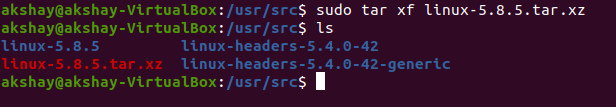 akshay@akshay-VirtualBox:/usr/src$ sudo tar xf linux-5.8.5.tar.xz
akshay@akshay-VirtualBox:/usr/src$ ls
linux-5.8.5 linux-headers-5.4.0-42
linux-5.8.5.tar.xz linux-headers-5.4.0-42-generic
akshay@akshay-VirtualBox:/usr/src$